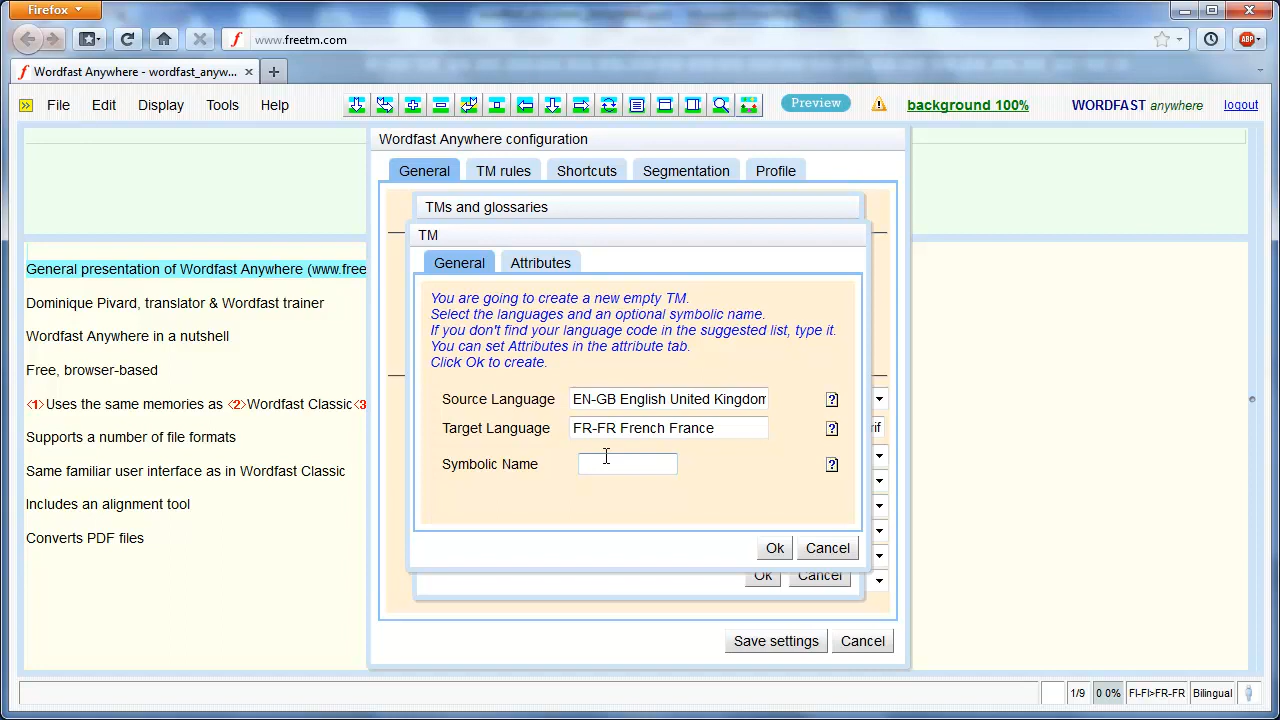 Firefox
www.freetm.com
Wordfast Anywhere - wordfast_anyw...
File Edit Display Tools Help Preview background 100% WORDFAST anywhere logout
Wordfast Anywhere configuration
General TM rules Shortcuts Segmentation Profile
TMs and glossaries
TM
General Attributes
You are going to create a new empty TM.
Select the languages and an optional symbolic name.
If you don't find your language code in the suggested list, type it.
You can set Attributes in the attribute tab.
Click Ok to create.
Source Language EN-GB English United Kingdom ?
Target Language FR-FR French France ?
Symbolic Name ?
Ok Cancel
Ok Cancel
Save settings Cancel
General presentation of Wordfast Anywhere (www.free
Dominique Pivard, translator & Wordfast trainer
Wordfast Anywhere in a nutshell
Free, browser-based
<1>Uses the same memories as <2>Wordfast Classic<3
Supports a number of file formats
Same familiar user interface as in Wordfast Classic
Includes an alignment tool
Converts PDF files
1/9 0 0% FI-FI>FR-FR Bilingual